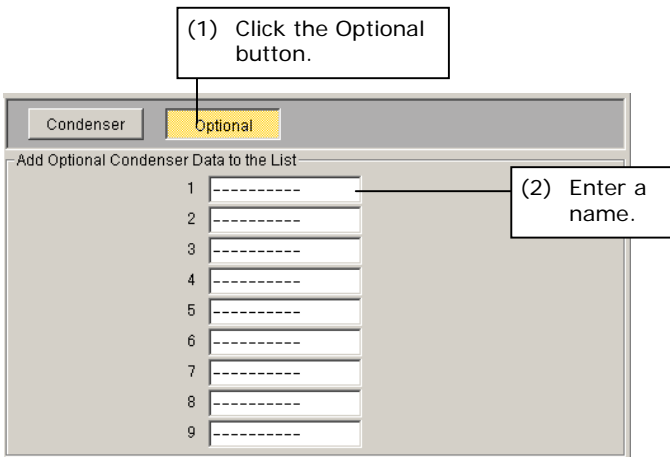 (1) Click the Optional
button.
Condenser Optional
Add Optional Condenser Data to the List
1 ----------
(2) Enter a
name.
2 ----------
3 ----------
4 ----------
5 ----------
6 ----------
7 ----------
8 ----------
9 ----------